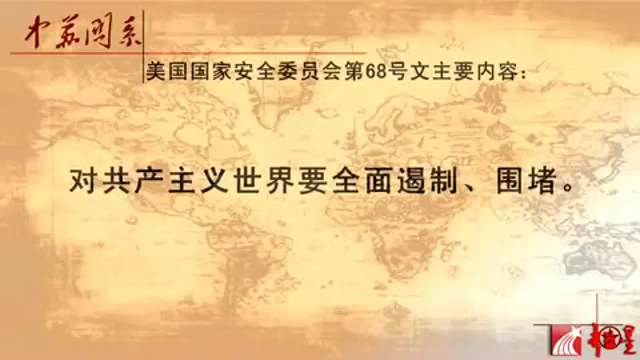 中苏关系
美国国家安全委员会第68号文主要内容：
对共产主义世界要全面遏制、围堵。